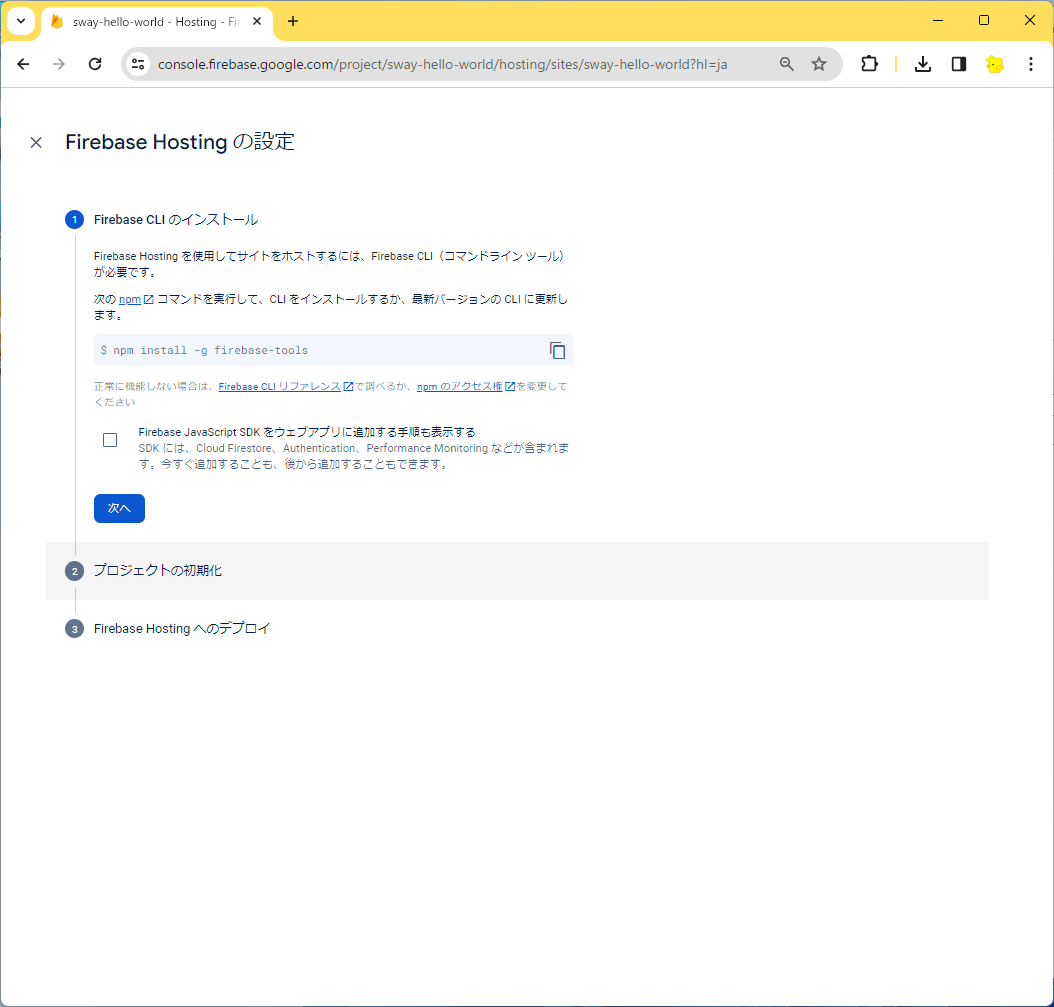 sway-hello-world - Hosting - Fi
console.firebase.google.com/project/sway-hello-world/hosting/sites/sway-hello-world?hl=ja
Firebase Hosting の設定
1 Firebase CLI のインストール
Firebase Hosting を使用してサイトをホストするには、Firebase CLI（コマンドライン ツール）
が必要です。
次の npm コマンドを実行して、CLI をインストールするか、最新バージョンの CLI に更新し
ます。
$ npm install -g firebase-tools
正常に機能しない場合は、Firebase CLI リファレンスで調べるか、npm のアクセス権を変更して
ください
Firebase JavaScript SDK をウェブアプリに追加する手順も表示する
SDK には、Cloud Firestore、Authentication、Performance Monitoring などが含まれま
す。今すぐ追加することも、後から追加することもできます。
次へ
2 プロジェクトの初期化
3 Firebase Hosting へのデプロイ